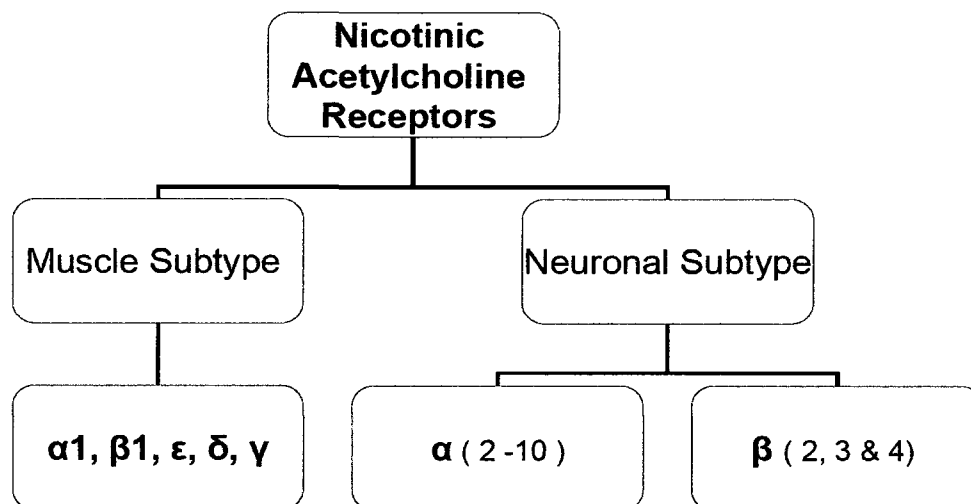 Nicotinic
Acetylcholine
Receptors
Muscle Subtype
Neuronal Subtype
α1, β1, ε, δ, γ
α ( 2 -10 )
β ( 2, 3 & 4)